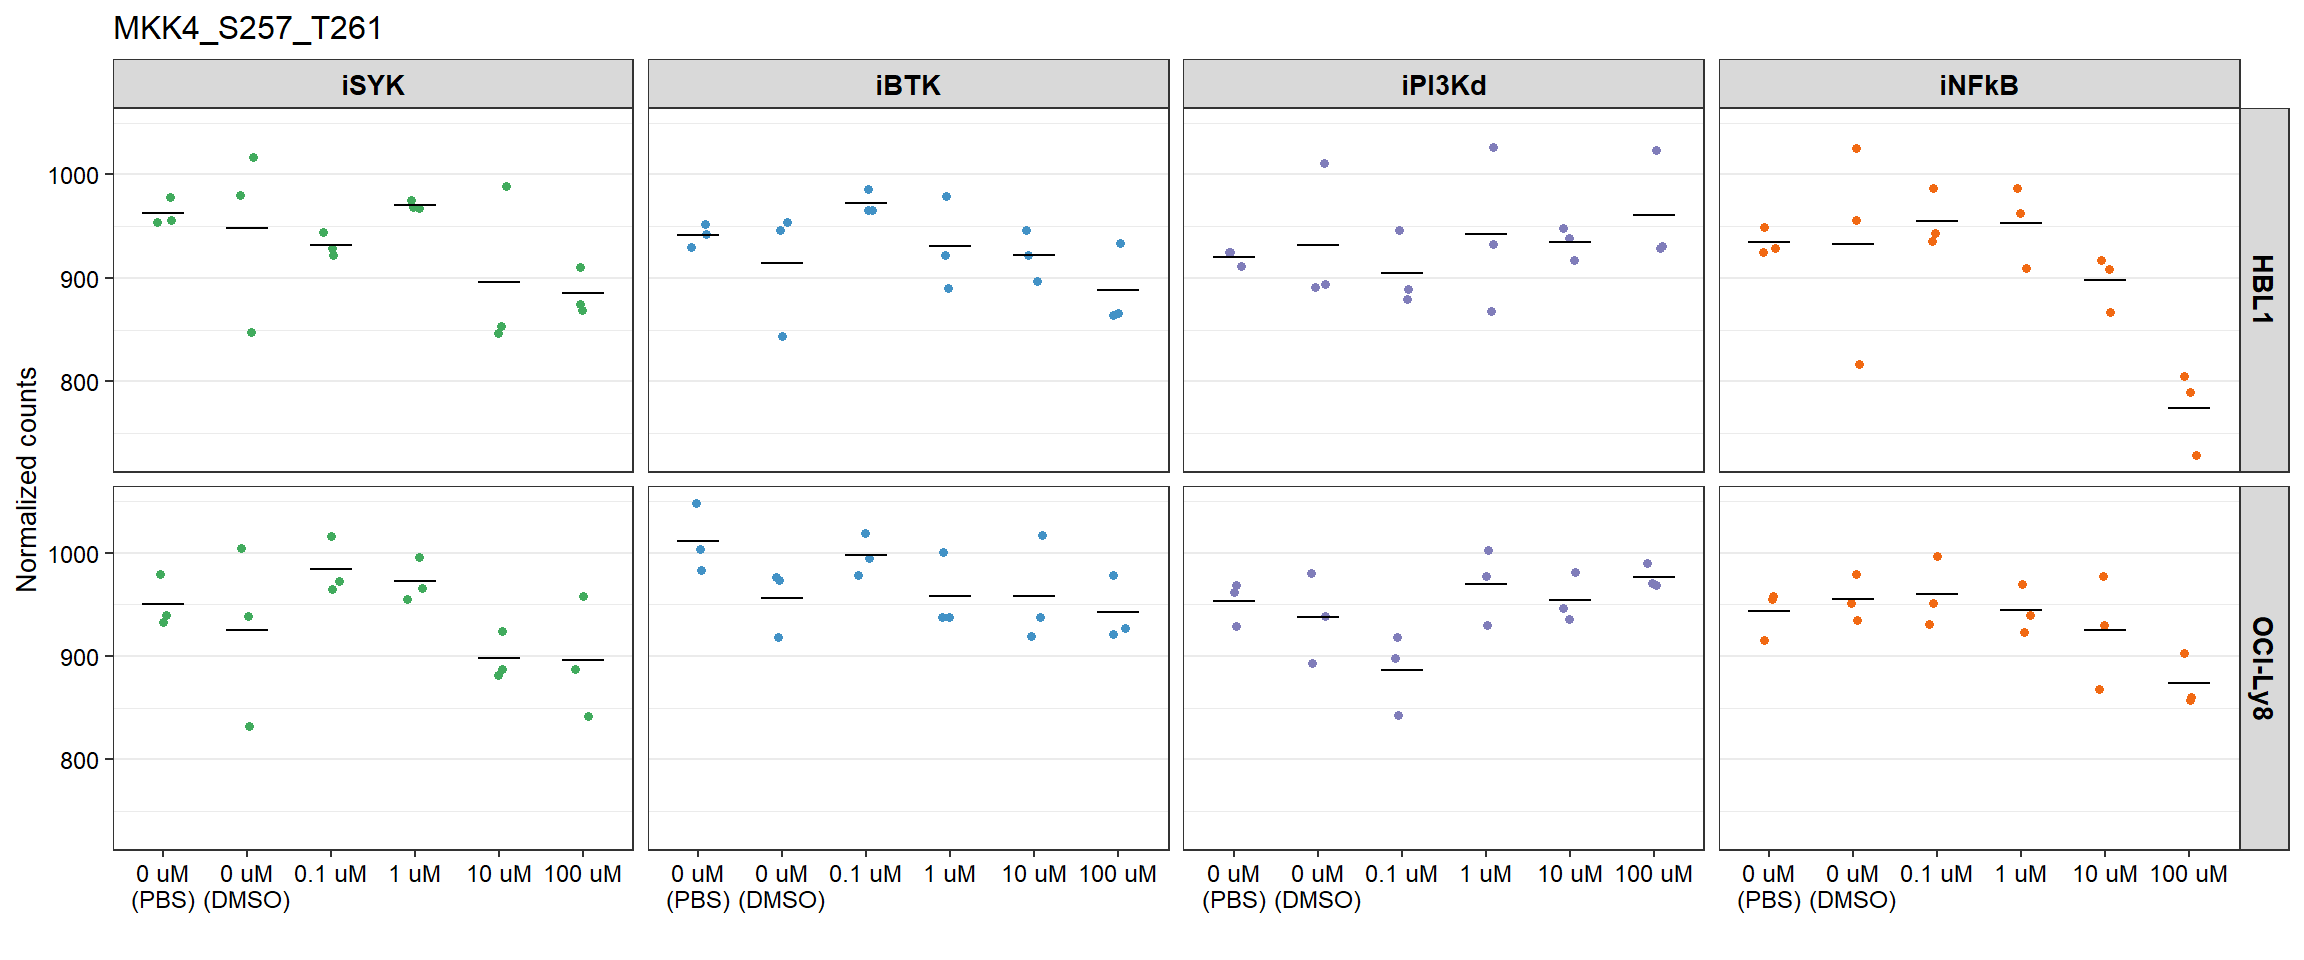 MKK4_S257_T261
iSYK
iBTK
iPI3Kd
iNFkB
Normalized counts
1000
900
800
HBL1
1000
900
800
OCI-Ly8
0 uM (PBS)
0 uM (DMSO)
0.1 uM
1 uM
10 uM
100 uM
0 uM (PBS)
0 uM (DMSO)
0.1 uM
1 uM
10 uM
100 uM
0 uM (PBS)
0 uM (DMSO)
0.1 uM
1 uM
10 uM
100 uM
0 uM (PBS)
0 uM (DMSO)
0.1 uM
1 uM
10 uM
100 uM